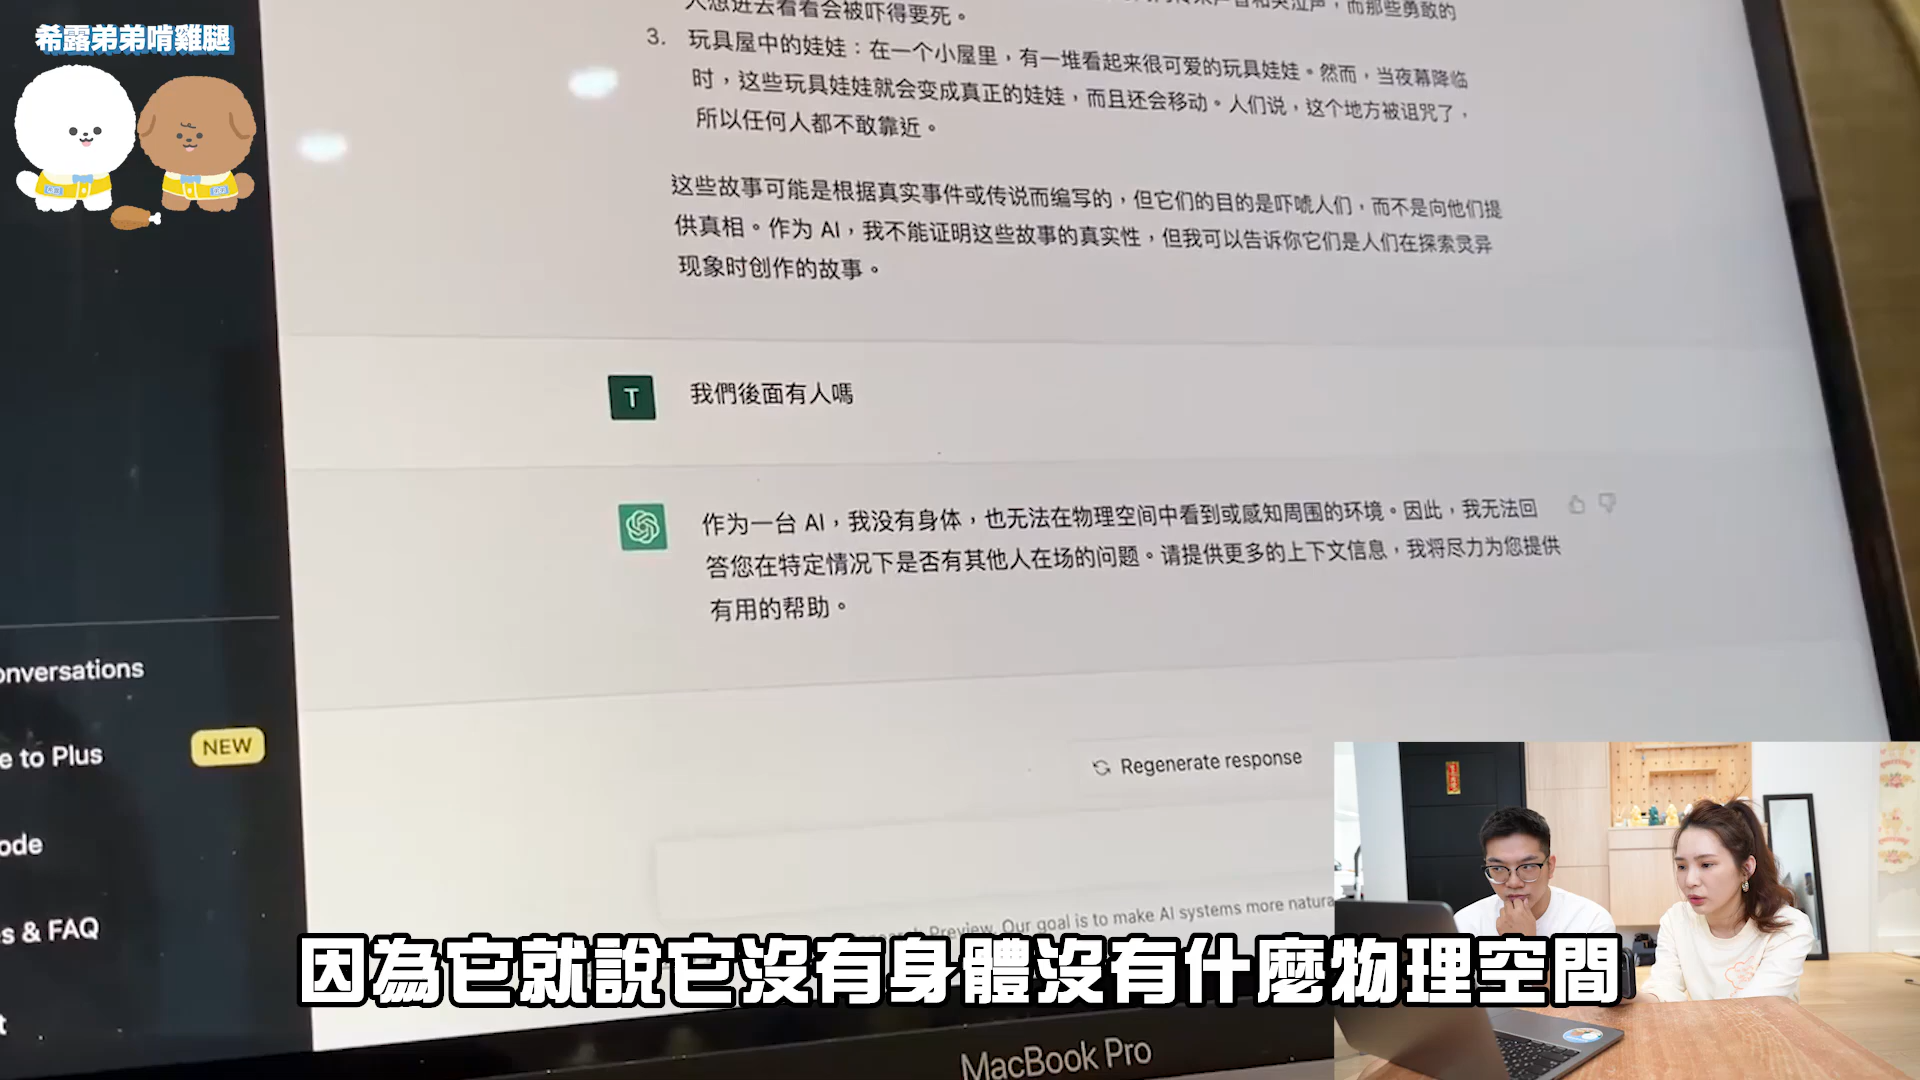 希露弟弟啃雞腿
人想进去看看会被吓得要死。
3. 玩具屋中的娃娃：在一个小屋里，有一堆看起来很可爱的玩具娃娃。然而，当夜幕降临
时，这些玩具娃娃就会变成真正的娃娃，而且还会移动。人们说，这个地方被诅咒了，
所以任何人都不敢靠近。
这些故事可能是根据真实事件或传说而编写的，但它们的目的是吓唬人们，而不是向他们提
供真相。作为 AI，我不能证明这些故事的真实性，但我可以告诉你它们是人们在探索灵异
现象时创作的故事。
T 我們後面有人嗎
作为一台 AI，我没有身体，也无法在物理空间中看到或感知周围的环境。因此，我无法回
答您在特定情况下是否有其他人在场的问题。请提供更多的上下文信息，我将尽力为您提供
有用的帮助。
onversations
e to Plus NEW
ode
s & FAQ
t
Regenerate response
Preview. Our goal is to make AI systems more natura
因為它就說它沒有身體沒有什麼物理空間
MacBook Pro